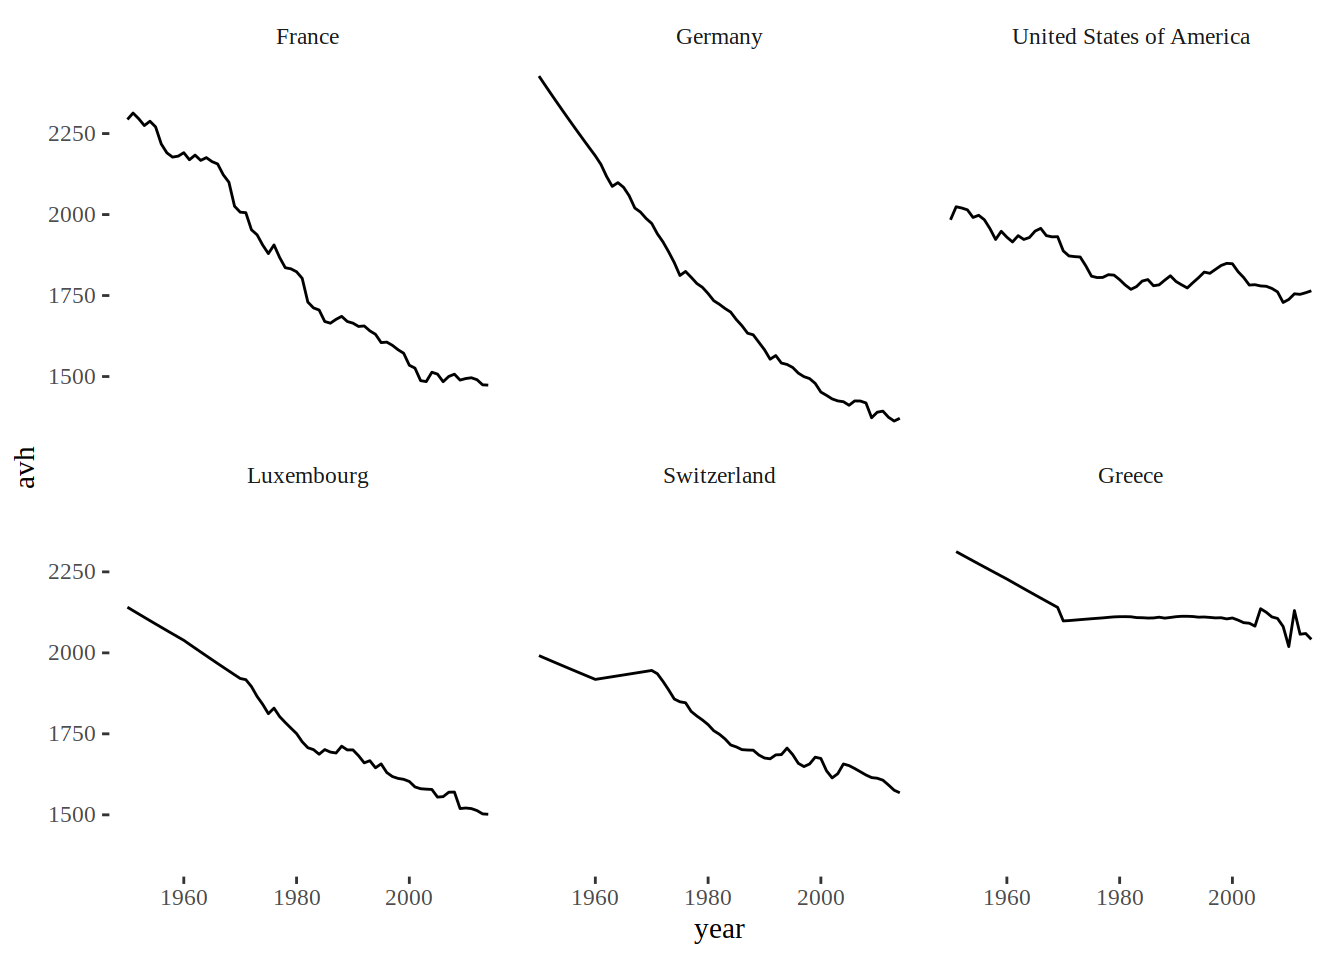 France
Germany
United States of America
2250
2000
1750
1500
avh
Luxembourg
Switzerland
Greece
2250
2000
1750
1500
1960 1980 2000
1960 1980 2000
1960 1980 2000
year